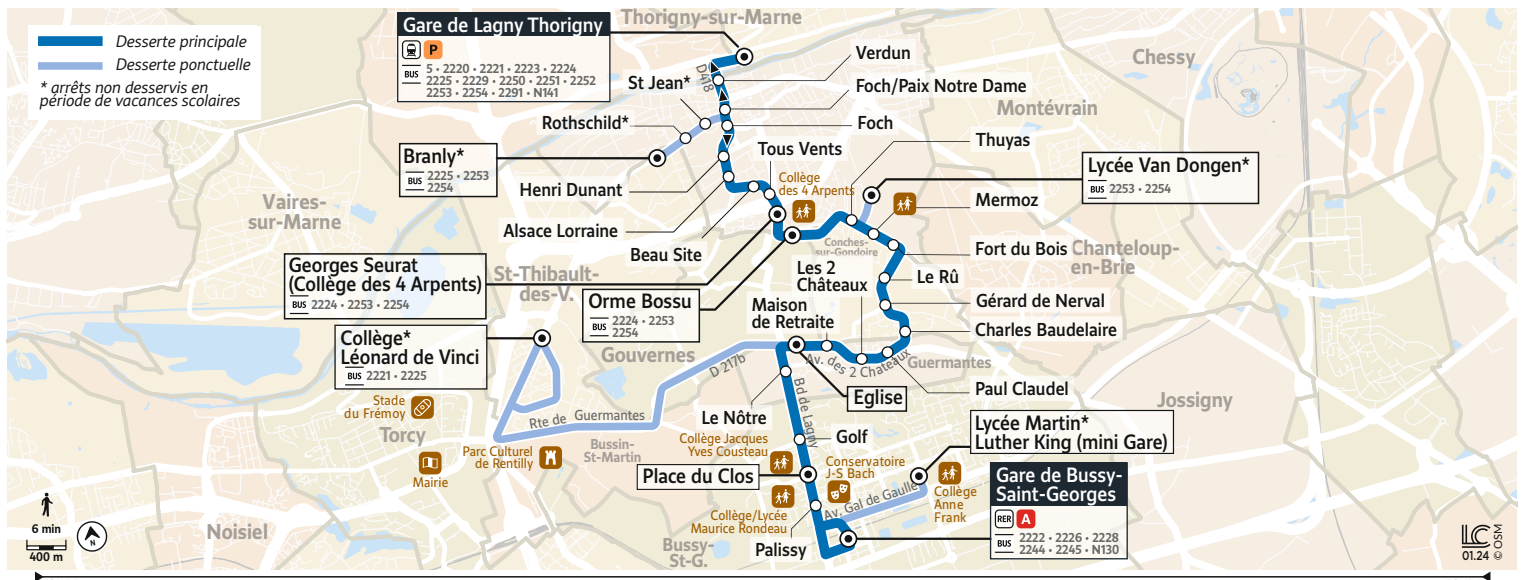 Desserte principale
Desserte ponctuelle
* arrêts non desservis en
période de vacances scolaires
Gare de Lagny Thorigny
P
BUS
5 • 2220 • 2221 • 2223 • 2224
2225 • 2229 • 2250 • 2251 • 2252
2253 • 2254 • 2291 • N141
Thorigny-sur-Marne
Chessy
Montévrain
D418
Verdun
St Jean*
Foch/Paix Notre Dame
Rothschild*
Foch
Branly*
BUS
2225 • 2253
2254
Tous Vents
Thuyas
Henri Dunant
Collège
des 4 Arpents
Lycée Van Dongen*
BUS
2253 • 2254
Mermoz
Vaires-
sur-Marne
Alsace Lorraine
Beau Site
Conches-
sur-Gondoire
Fort du Bois
Chanteloup-
en-Brie
Georges Seurat
(Collège des 4 Arpents)
BUS
2224 • 2253 • 2254
St-Thibault-
des-V.
Orme Bossu
BUS
2224 • 2253
2254
Les 2
Châteaux
Le Rû
Maison
de Retraite
Gérard de Nerval
Charles Baudelaire
Collège*
Léonard de Vinci
BUS
2221 • 2225
Gouvernes
D 217b
Av. des 2 Chateaux
Guermantes
Paul Claudel
Eglise
Stade
du Frémoy
Torcy
Rte de Guermantes
Le Nôtre
Bd de Lagny
Jossigny
Bussin-
St-Martin
Parc Culturel
de Rentilly
Mairie
Golf
Lycée Martin*
Luther King (mini Gare)
Collège Jacques
Yves Cousteau
Place du Clos
Conservatoire
J-S Bach
Av. Gal de Gaulle
Collège
Anne
Frank
Collège/Lycée
Maurice Rondeau
Gare de Bussy-
Saint-Georges
RER
A
BUS
2222 • 2226 • 2228
2244 • 2245 • N130
Palissy
Bussy-
St-G.
Noisiel
6 min
400 m
N
LC
01.24
© OSM